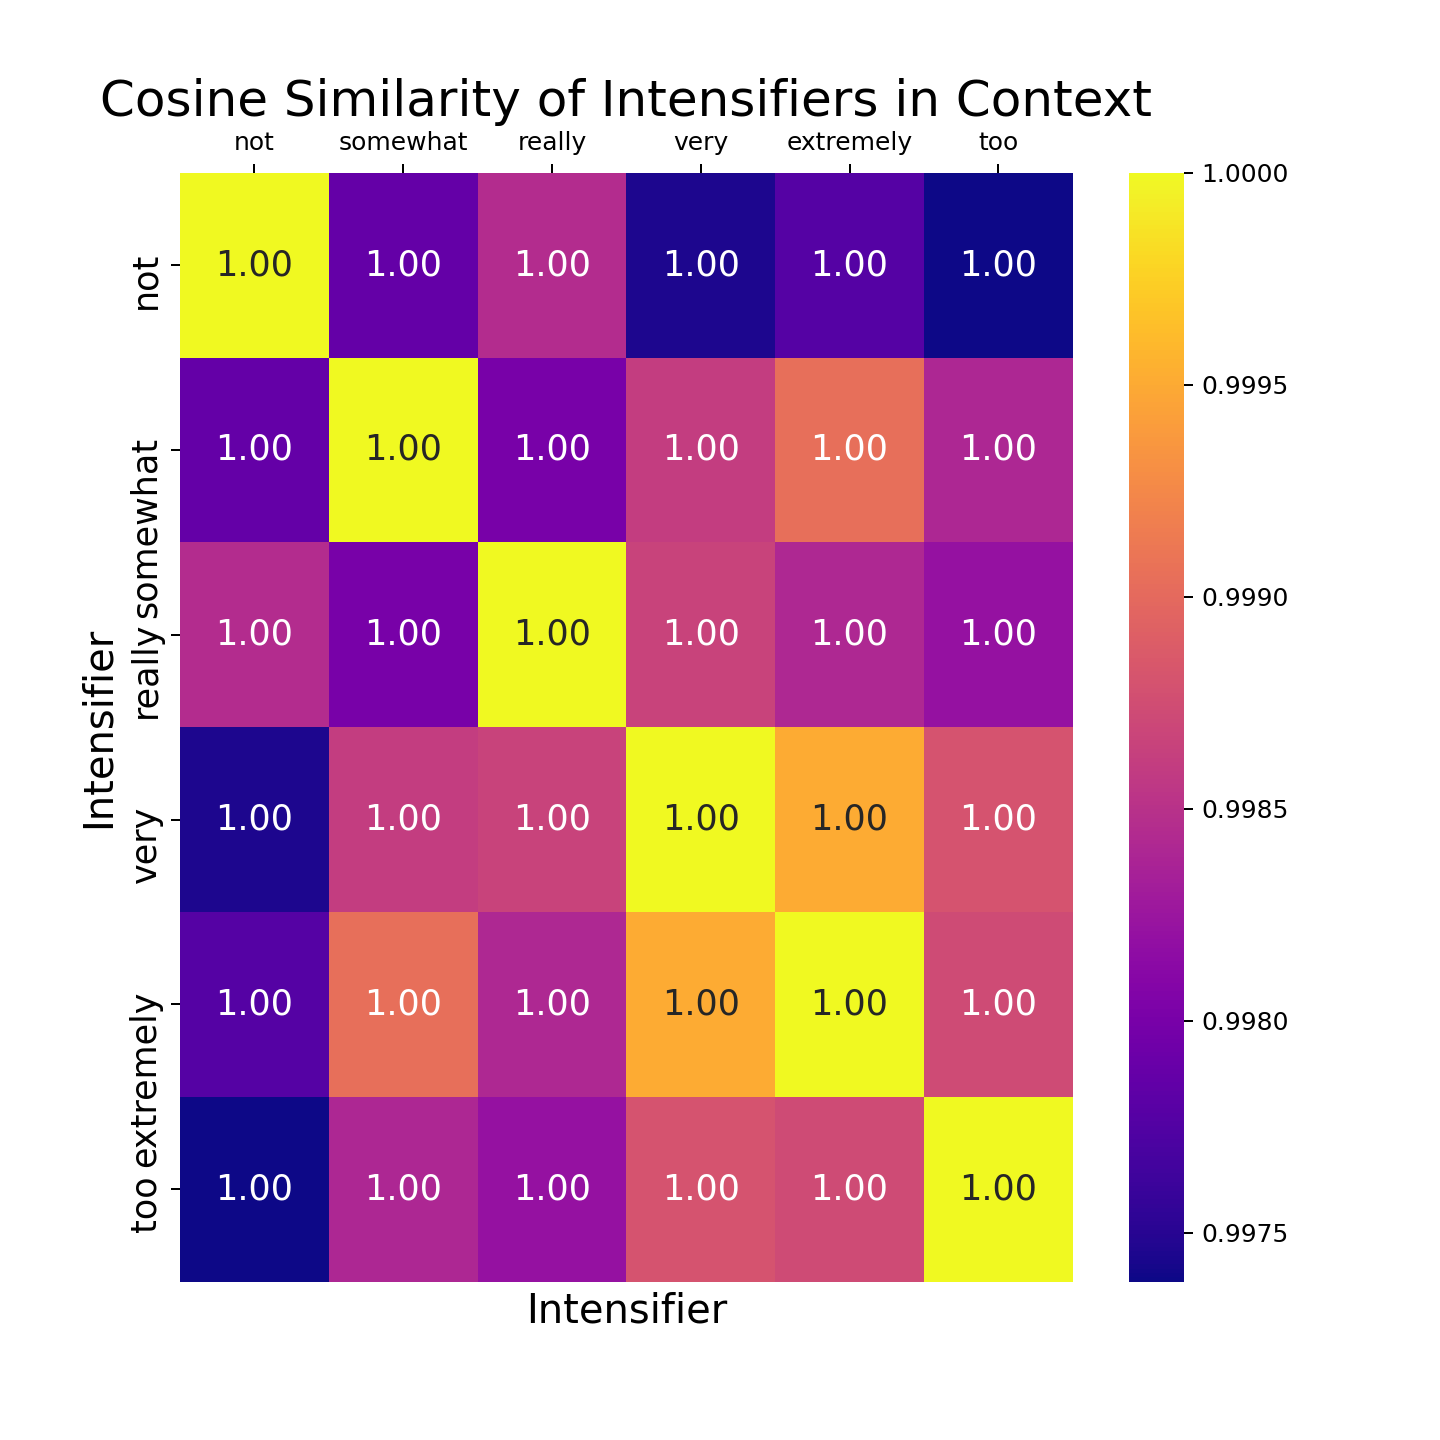 Cosine Similarity of Intensifiers in Context
not somewhat really very extremely too
1.0000
not 1.00 1.00 1.00 1.00 1.00 1.00
0.9995
somewhat 1.00 1.00 1.00 1.00 1.00 1.00
0.9990
really 1.00 1.00 1.00 1.00 1.00 1.00
Intensifier
0.9985
very 1.00 1.00 1.00 1.00 1.00 1.00
extremely 1.00 1.00 1.00 1.00 1.00 1.00
0.9980
too 1.00 1.00 1.00 1.00 1.00 1.00
0.9975
Intensifier